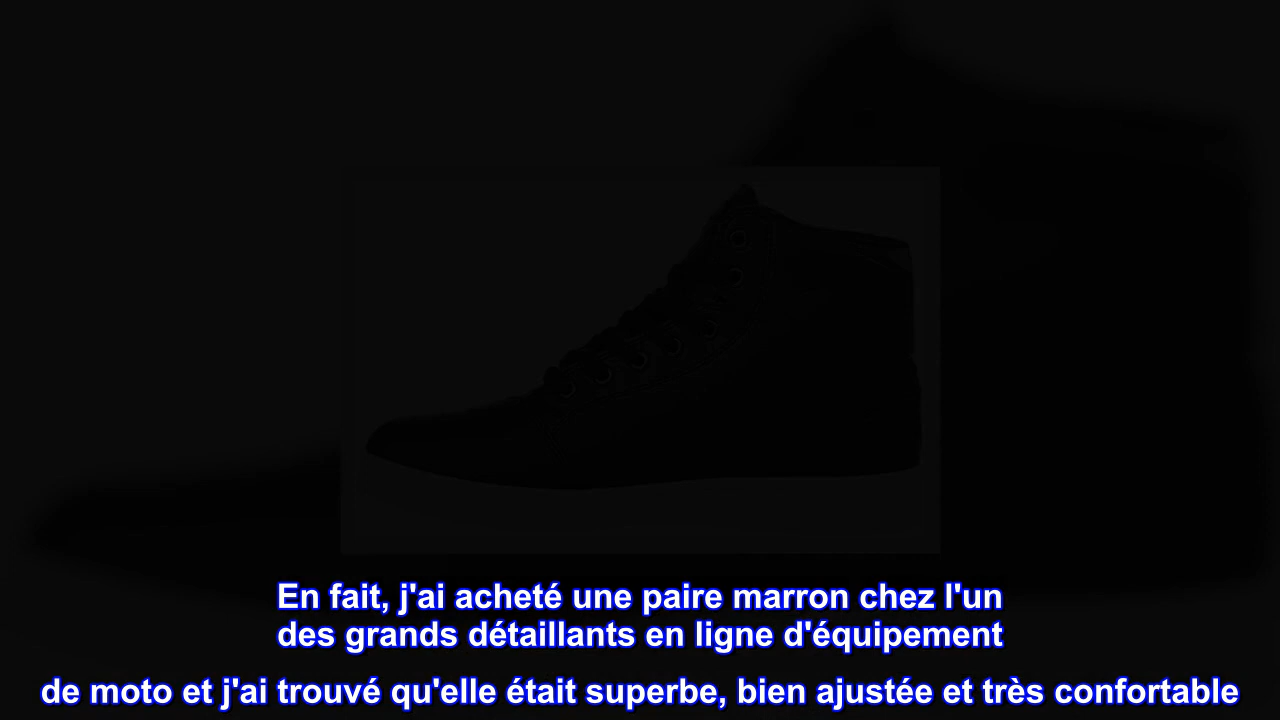 En fait, j'ai acheté une paire marron chez l'un
des grands détaillants en ligne d'équipement
de moto et j'ai trouvé qu'elle était superbe, bien ajustée et très confortable